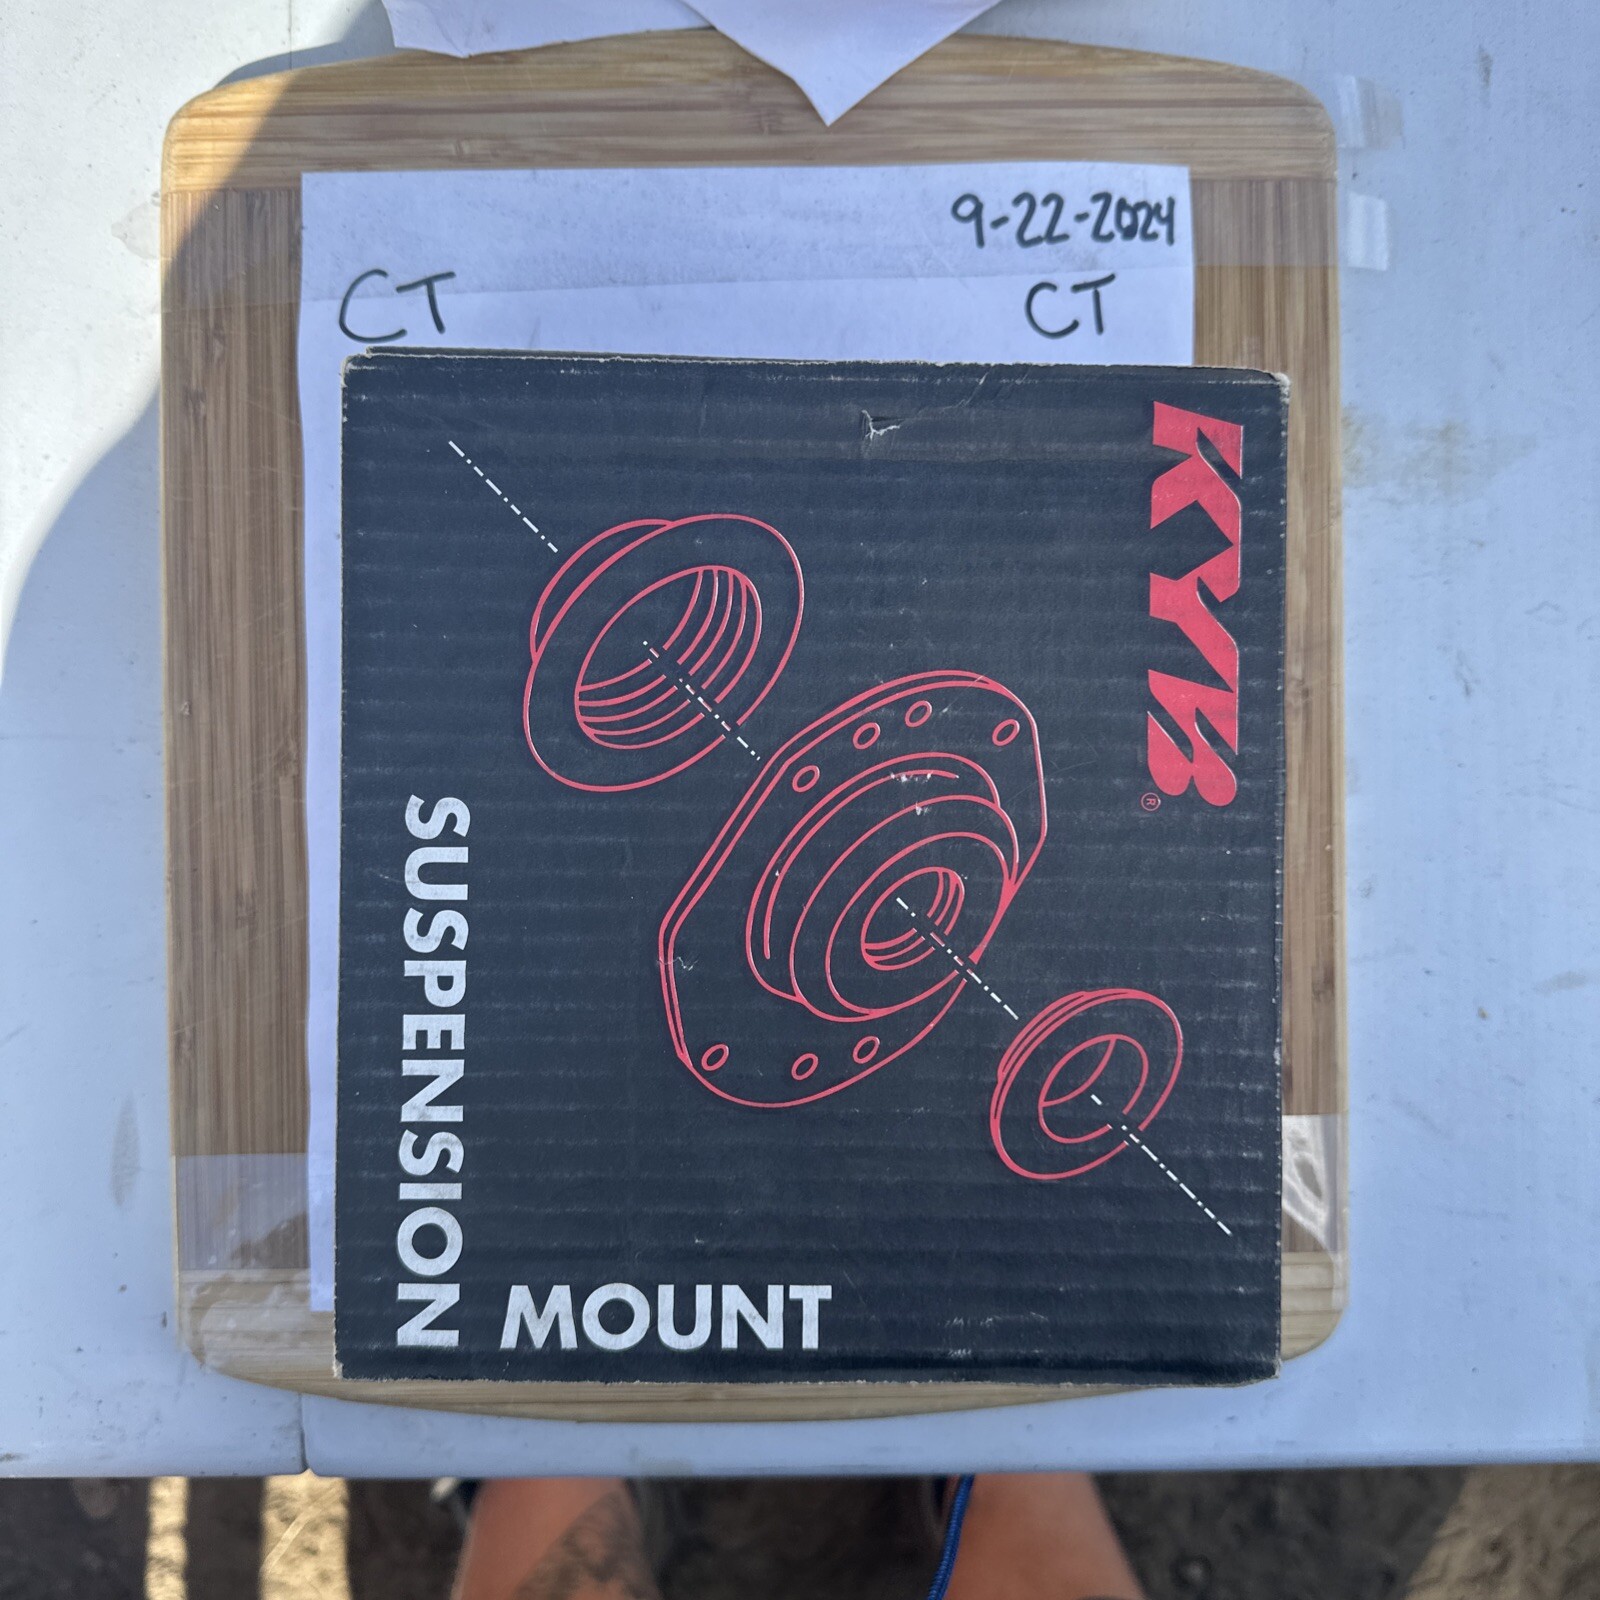 9-22-2024
CT CT
KYB®
SUSPENSION
MOUNT